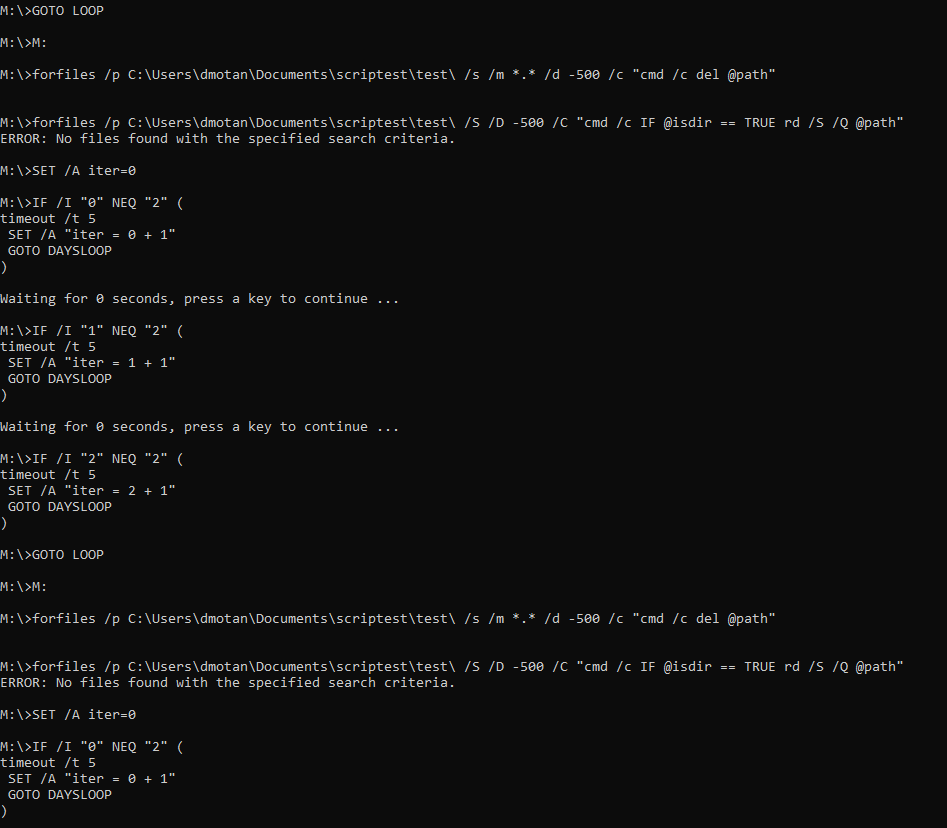 M:\>GOTO LOOP
M:\>M:
M:\>forfiles /p C:\Users\dmotan\Documents\scriptest\test\ /s /m *.* /d -500 /c "cmd /c del @path"
M:\>forfiles /p C:\Users\dmotan\Documents\scriptest\test\ /S /D -500 /C "cmd /c IF @isdir == TRUE rd /S /Q @path"
ERROR: No files found with the specified search criteria.
M:\>SET /A iter=0
M:\>IF /I "0" NEQ "2" (
timeout /t 5
 SET /A "iter = 0 + 1"
 GOTO DAYSLOOP
)
Waiting for 0 seconds, press a key to continue ...
M:\>IF /I "1" NEQ "2" (
timeout /t 5
 SET /A "iter = 1 + 1"
 GOTO DAYSLOOP
)
Waiting for 0 seconds, press a key to continue ...
M:\>IF /I "2" NEQ "2" (
timeout /t 5
 SET /A "iter = 2 + 1"
 GOTO DAYSLOOP
)
M:\>GOTO LOOP
M:\>M:
M:\>forfiles /p C:\Users\dmotan\Documents\scriptest\test\ /s /m *.* /d -500 /c "cmd /c del @path"
M:\>forfiles /p C:\Users\dmotan\Documents\scriptest\test\ /S /D -500 /C "cmd /c IF @isdir == TRUE rd /S /Q @path"
ERROR: No files found with the specified search criteria.
M:\>SET /A iter=0
M:\>IF /I "0" NEQ "2" (
timeout /t 5
 SET /A "iter = 0 + 1"
 GOTO DAYSLOOP
)